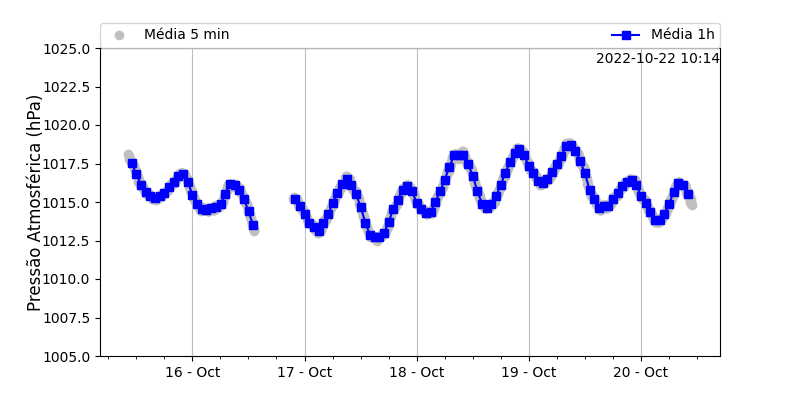 Média 5 min
Média 1h
2022-10-22 10:14
Pressão Atmosférica (hPa)
1025.0
1022.5
1020.0
1017.5
1015.0
1012.5
1010.0
1007.5
1005.0
16 - Oct
17 - Oct
18 - Oct
19 - Oct
20 - Oct